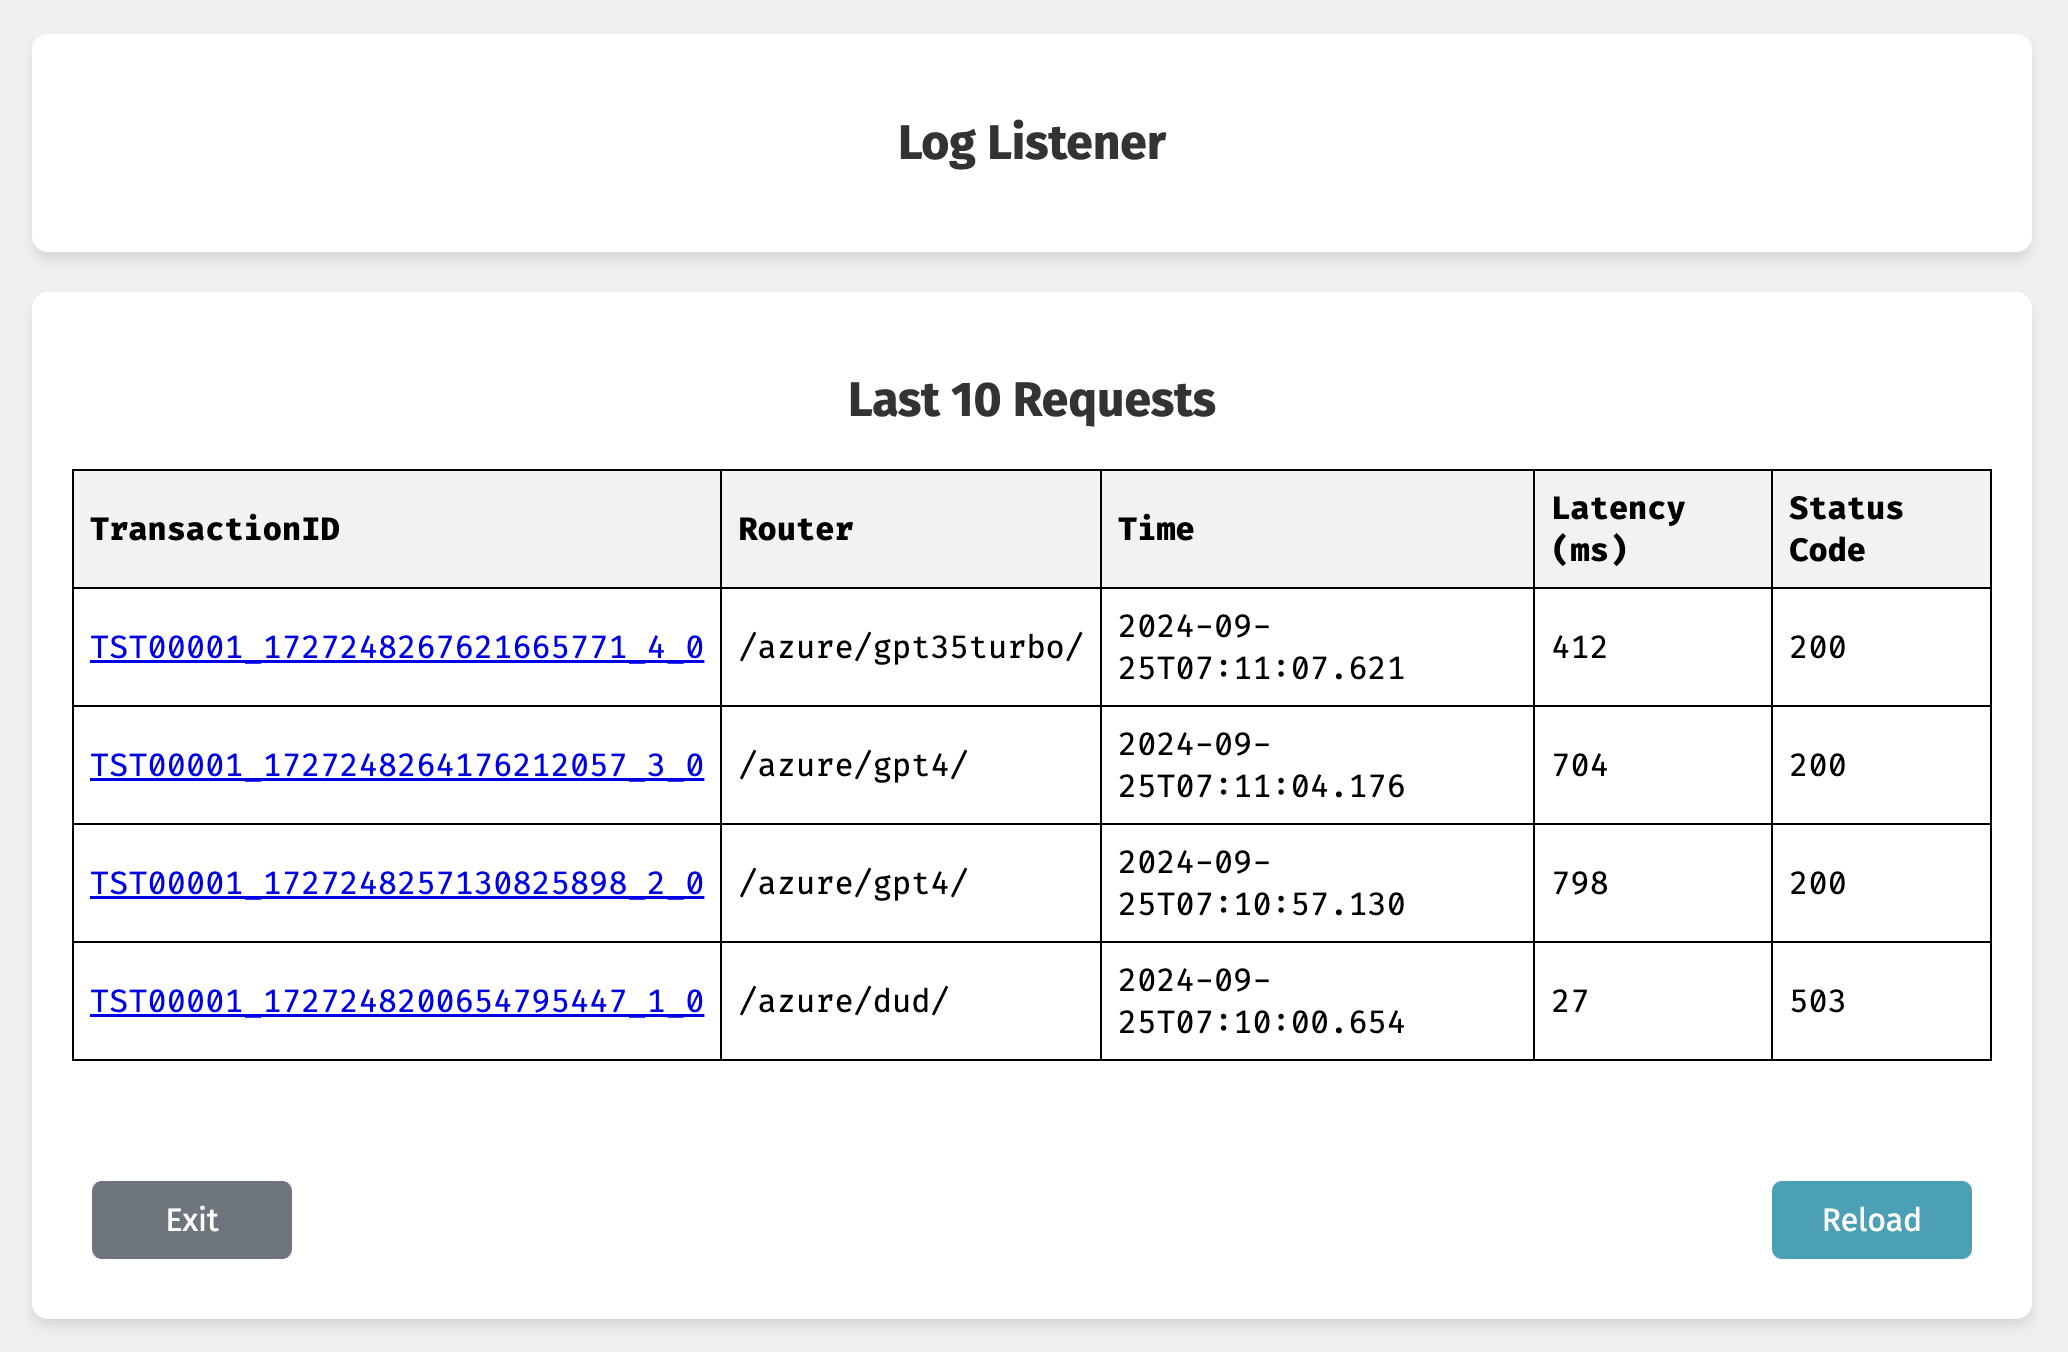 Log Listener
Last 10 Requests
TransactionID Router Time Latency (ms) Status Code
TST00001_1727248267621665771_4_0 /azure/gpt35turbo/ 2024-09-25T07:11:07.621 412 200
TST00001_1727248264176212057_3_0 /azure/gpt4/ 2024-09-25T07:11:04.176 704 200
TST00001_1727248257130825898_2_0 /azure/gpt4/ 2024-09-25T07:10:57.130 798 200
TST00001_1727248200654795447_1_0 /azure/dud/ 2024-09-25T07:10:00.654 27 503
Exit Reload